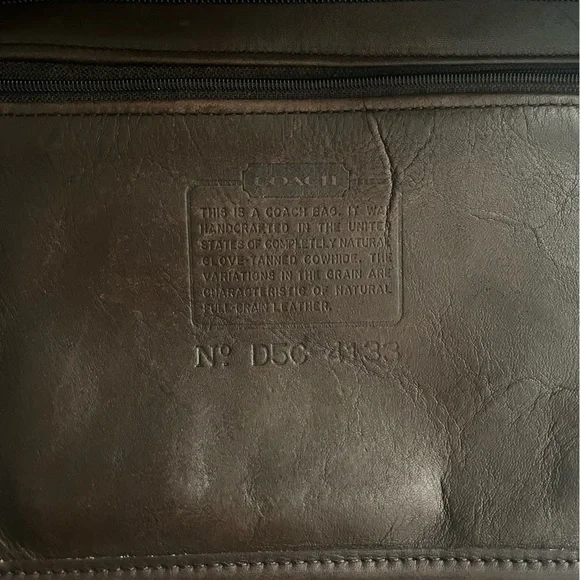 COACH
THIS IS A COACH BAG. IT WAS
HANDCRAFTED IN THE UNITED
STATES OF COMPLETELY NATURAL
GLOVE-TANNED COWHIDE. THE
VARIATIONS IN THE GRAIN ARE
CHARACTERISTIC OF NATURAL
FULL-GRAIN LEATHER.
Nº D5C-4133